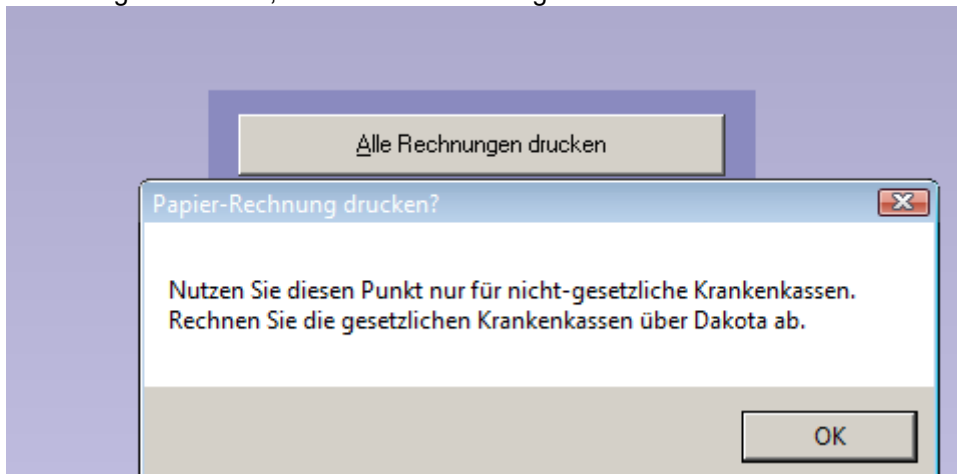 Alle Rechnungen drucken
Papier-Rechnung drucken?
Nutzen Sie diesen Punkt nur für nicht-gesetzliche Krankenkassen.
Rechnen Sie die gesetzlichen Krankenkassen über Dakota ab.
OK